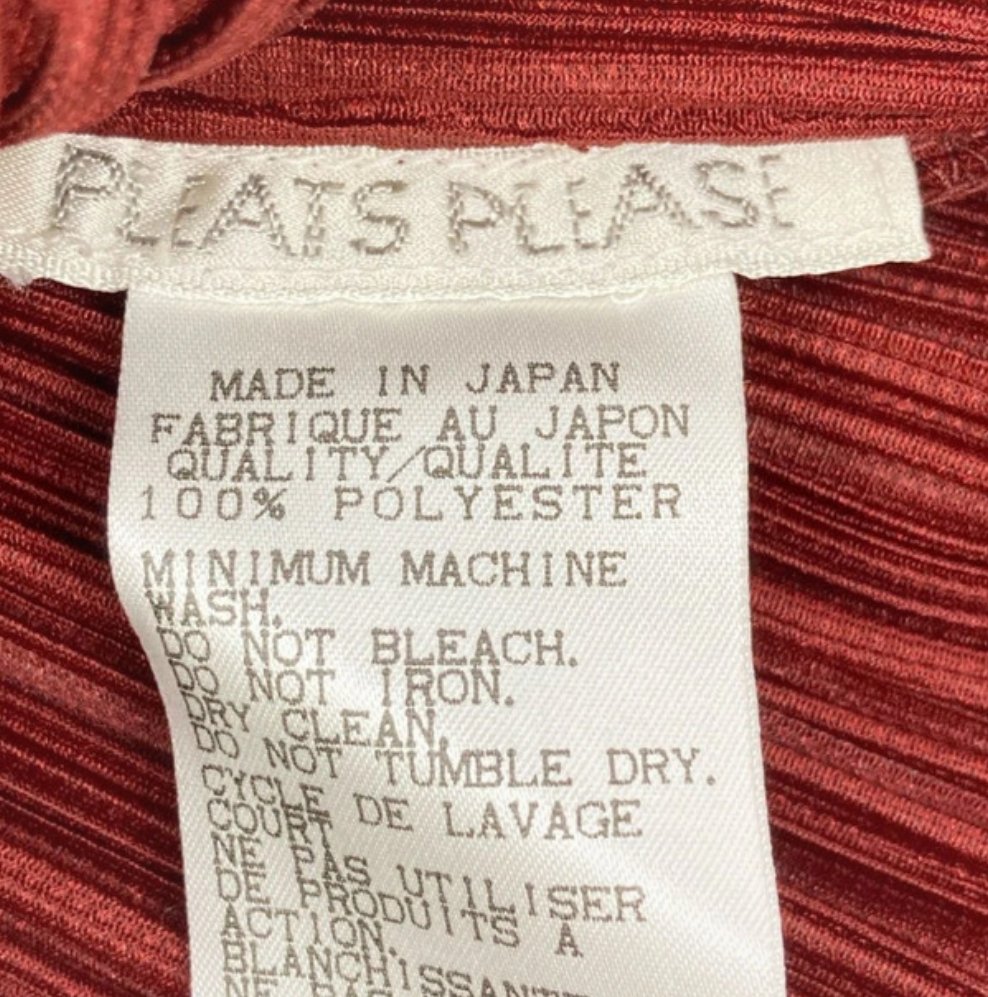 PLEATS PLEASE
MADE IN JAPAN
FABRIQUE AU JAPON
QUALITY/QUALITE
100% POLYESTER
MINIMUM MACHINE
WASH.
DO NOT BLEACH.
DO NOT IRON.
DRY CLEAN.
DO NOT TUMBLE DRY.
CYCLE DE LAVAGE
COURT
NE PAS UTILISER
DE PRODUITS A
ACTION.
BLANCHISSANTE
NE PAS